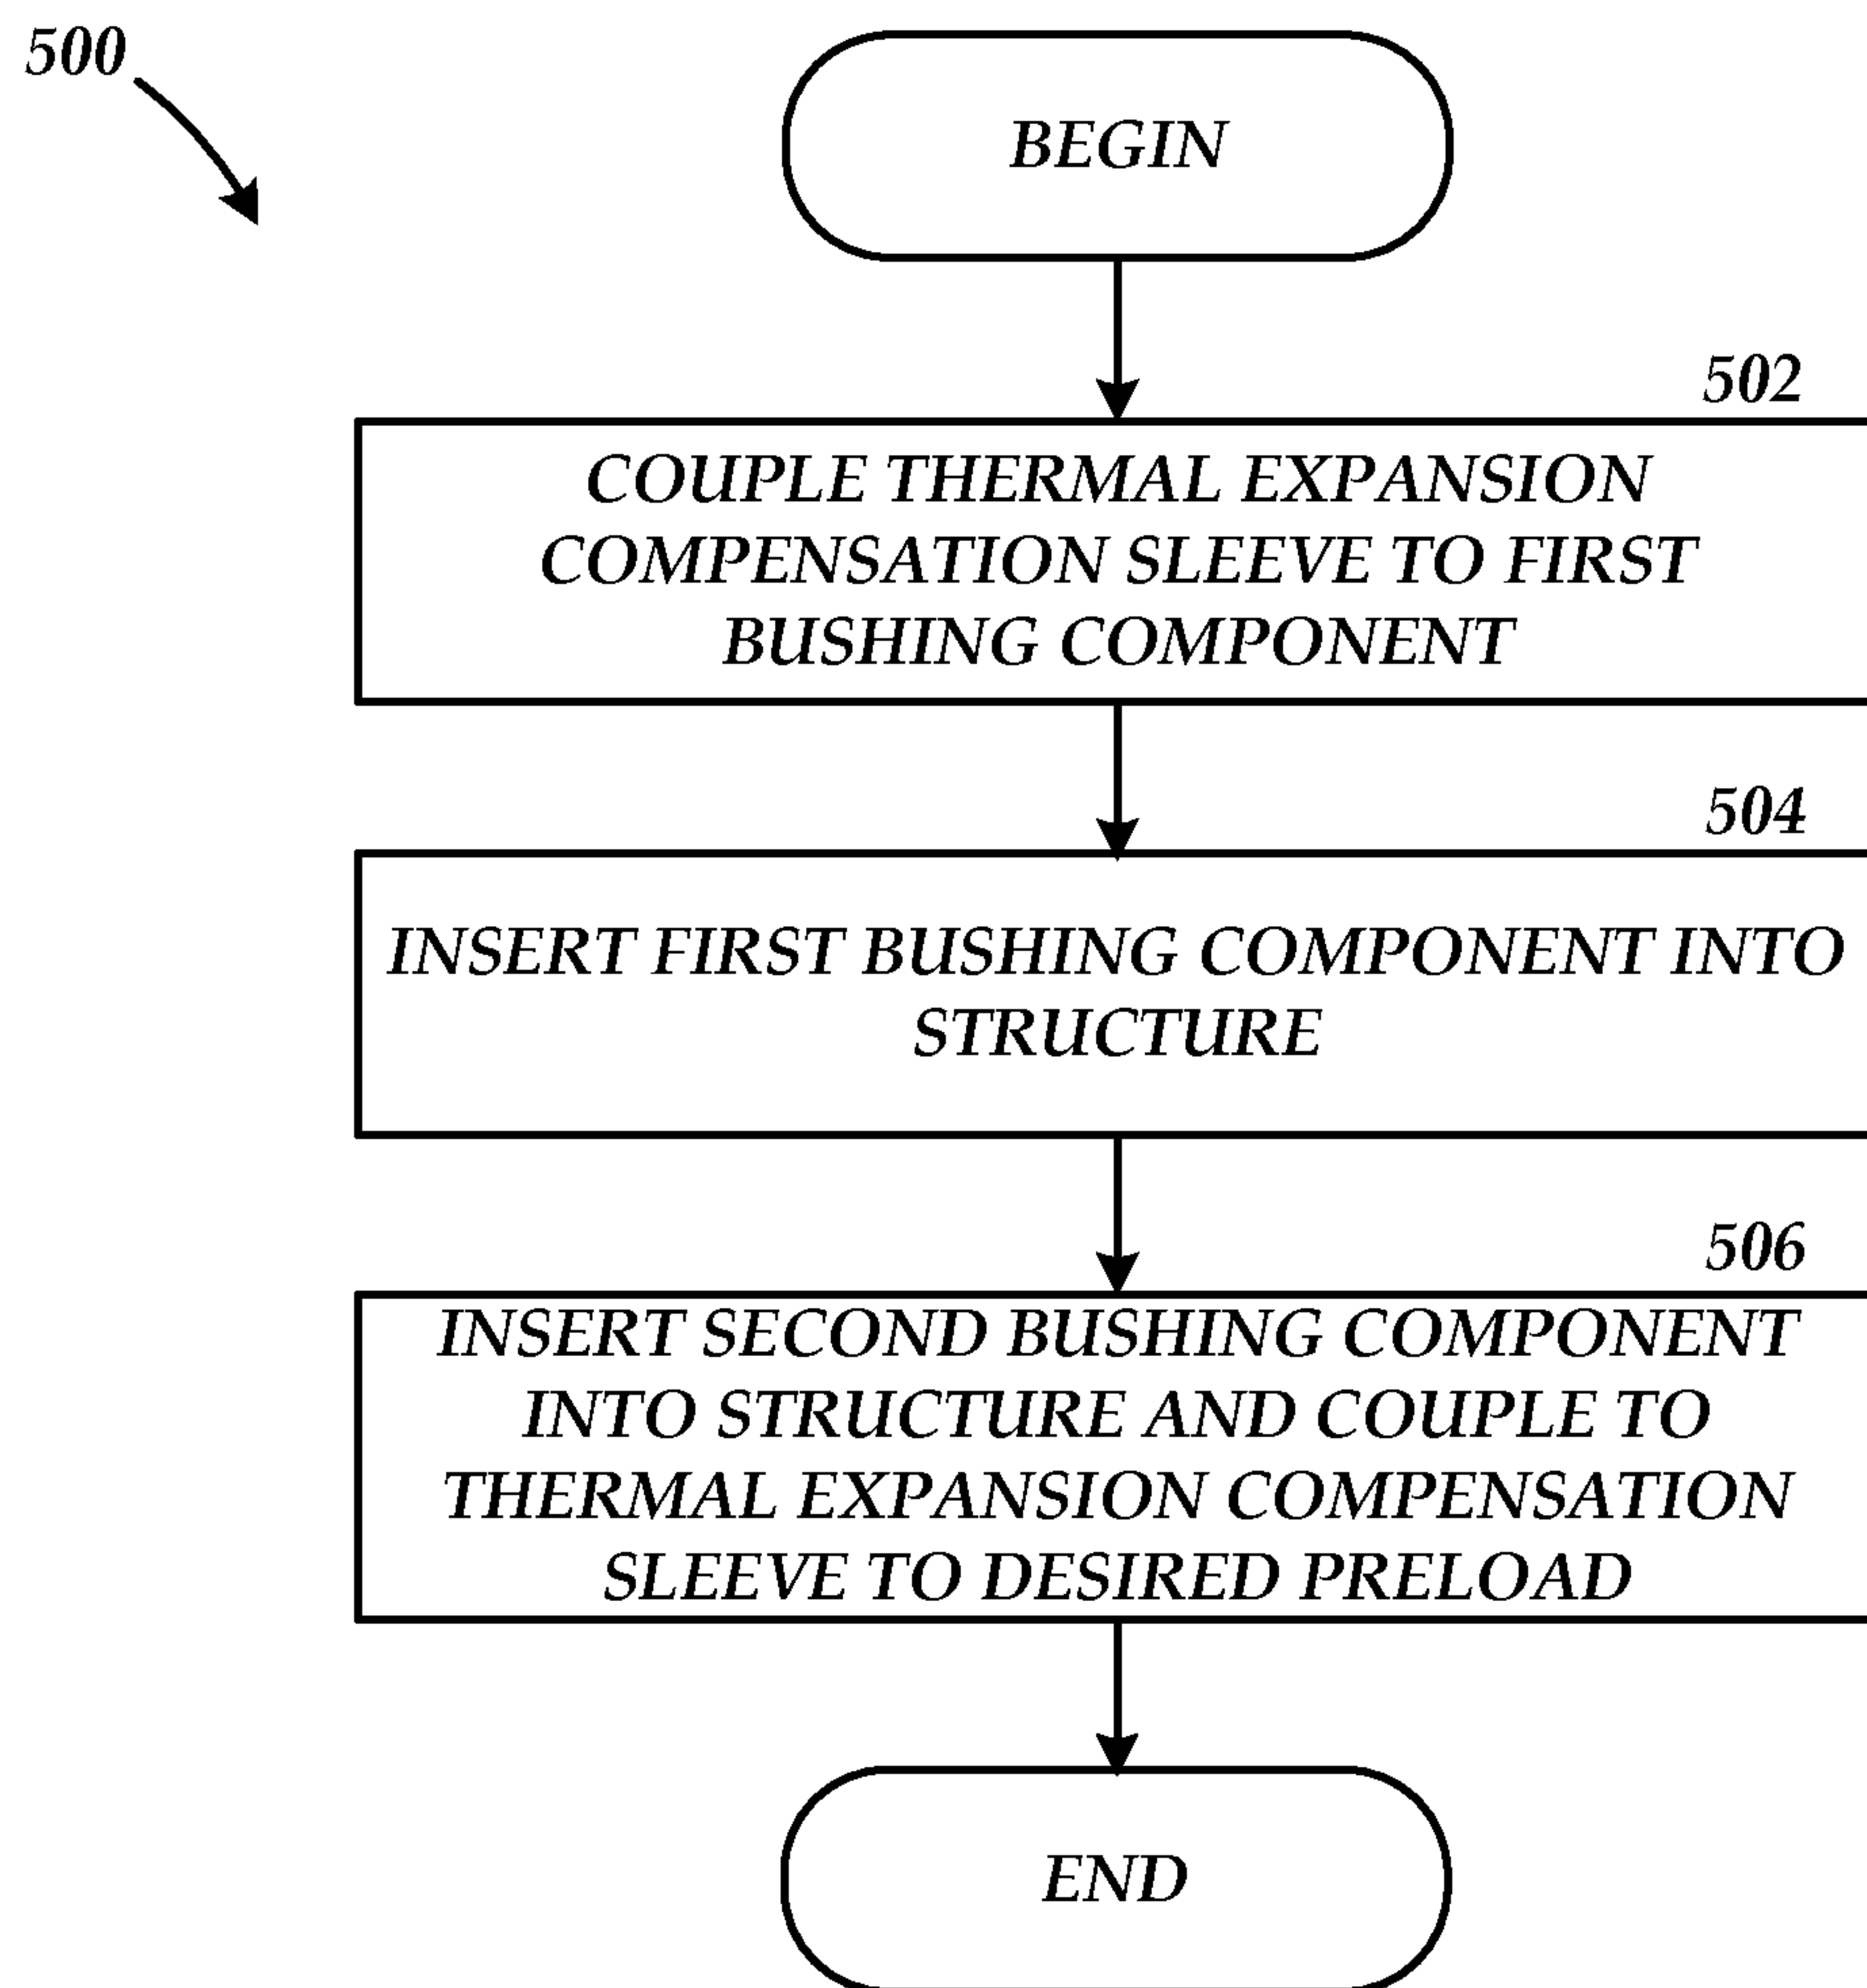 500
BEGIN
502
COUPLE THERMAL EXPANSION
COMPENSATION SLEEVE TO FIRST
BUSHING COMPONENT
504
INSERT FIRST BUSHING COMPONENT INTO
STRUCTURE
506
INSERT SECOND BUSHING COMPONENT
INTO STRUCTURE AND COUPLE TO
THERMAL EXPANSION COMPENSATION
SLEEVE TO DESIRED PRELOAD
END